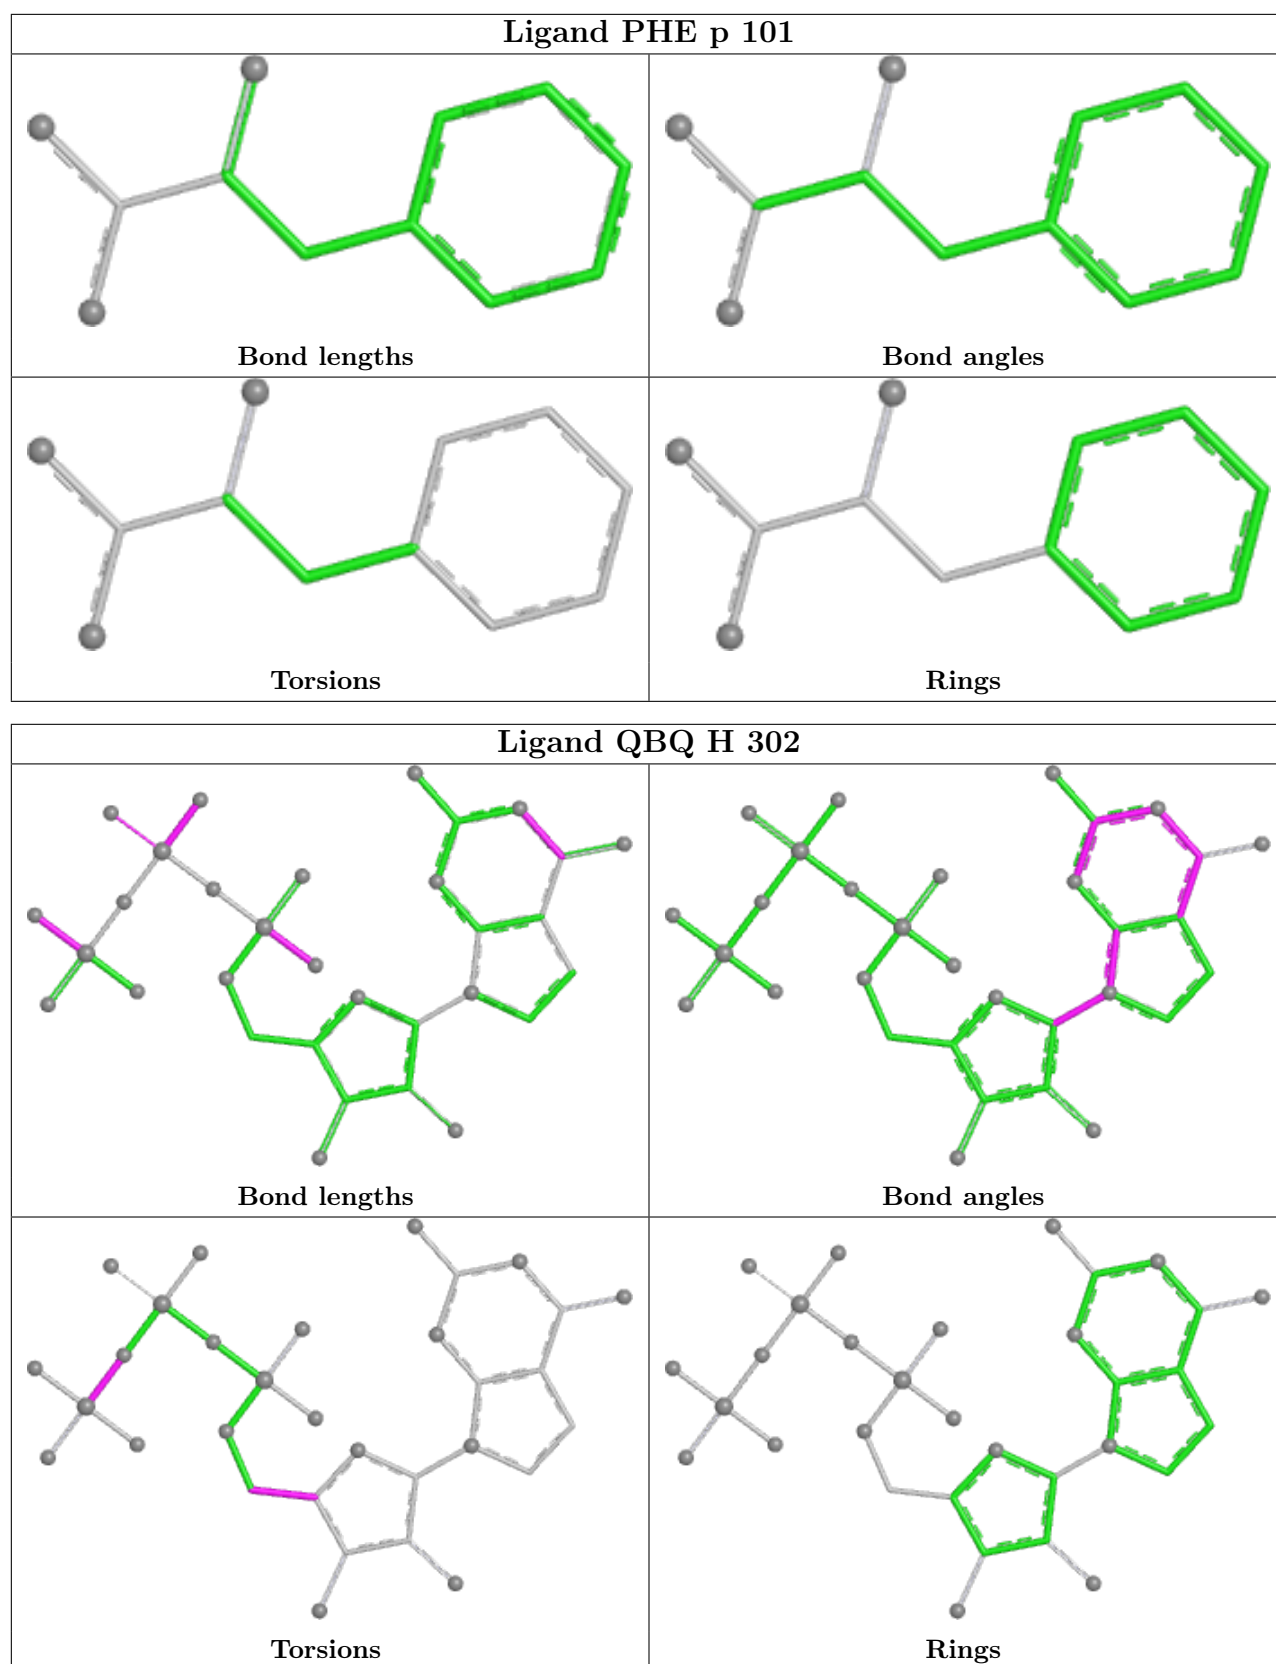 Ligand PHE p 101
Bond lengths
Bond angles
Torsions
Rings
Ligand QBQ H 302
Bond lengths
Bond angles
Torsions
Rings